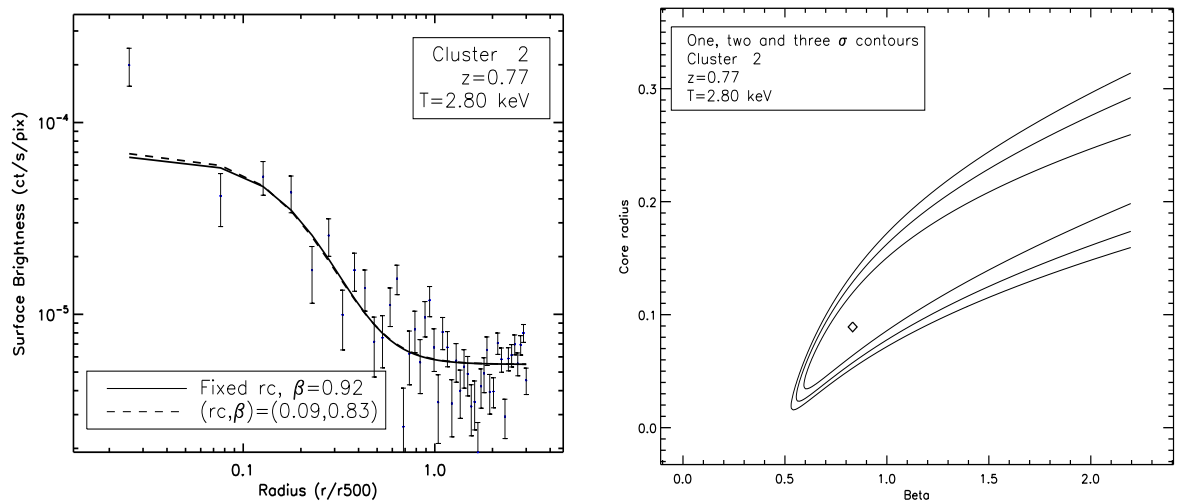 Cluster 2
z=0.77
T=2.80 keV
Surface Brightness (ct/s/pix)
10⁻⁴
10⁻⁵
Fixed rc, β=0.92
(rc,β)=(0.09,0.83)
0.1
1.0
Radius (r/r500)
One, two and three σ contours
Cluster 2
z=0.77
T=2.80 keV
Core radius
0.3
0.2
0.1
0.0
0.0
0.5
1.0
1.5
2.0
Beta